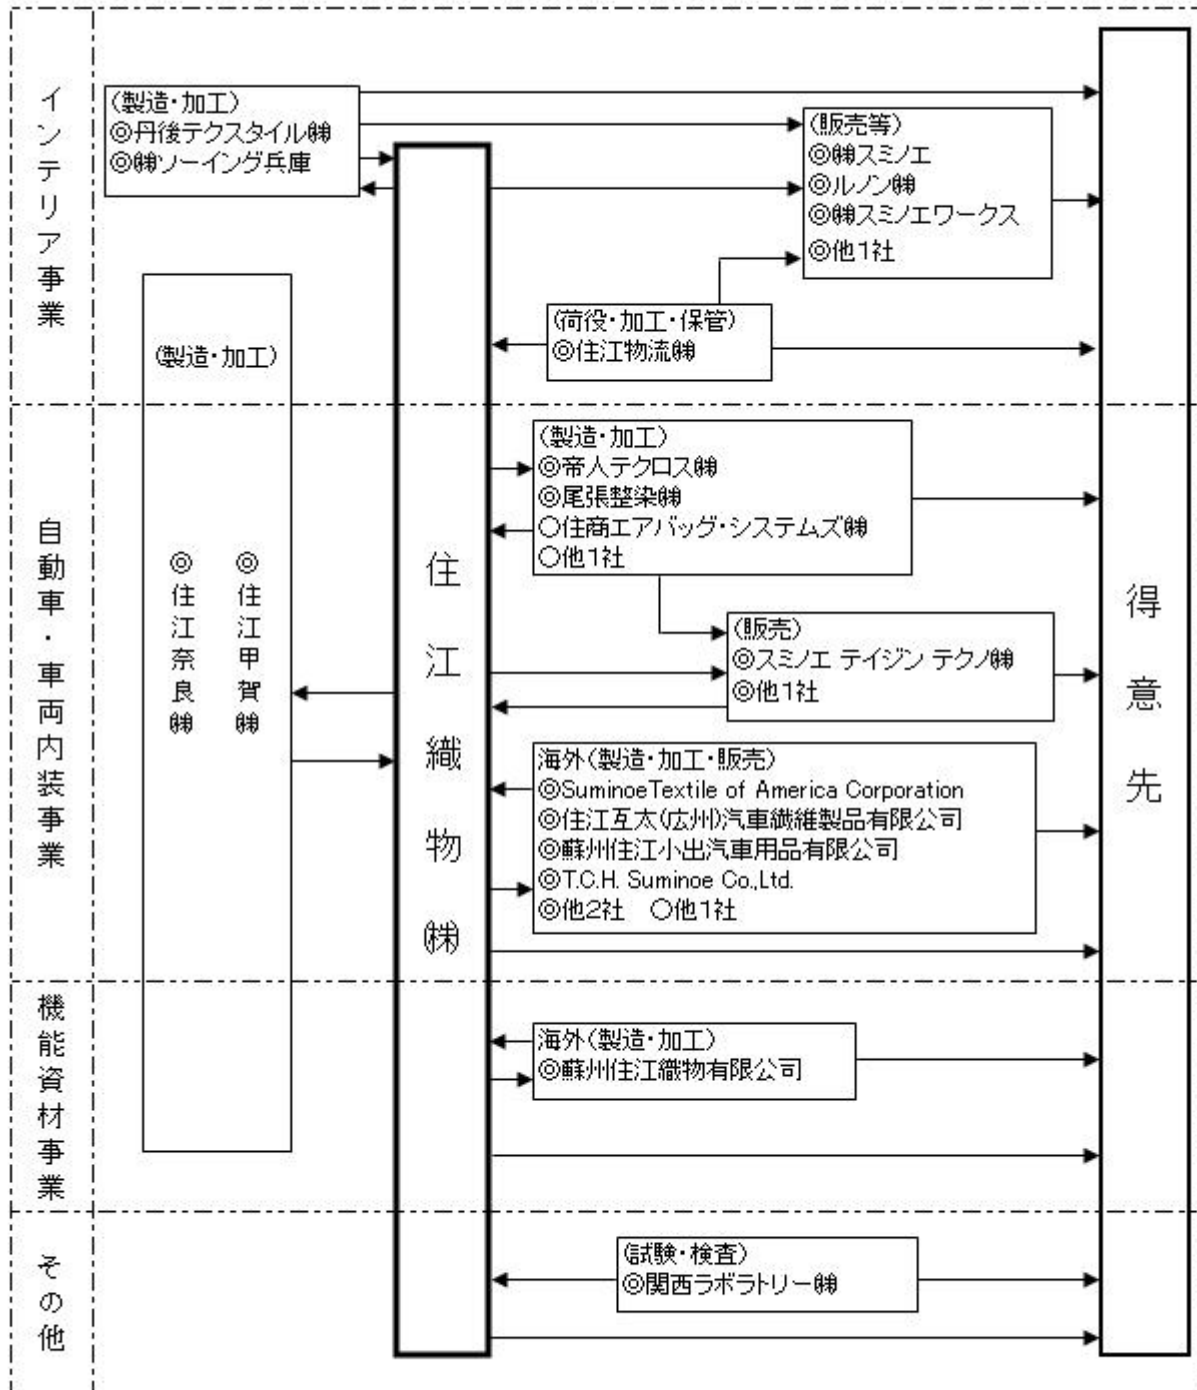 インテリア事業
(製造・加工)
◎丹後テクスタイル㈱
◎㈱ソーイング兵庫
(販売等)
◎㈱スミノエ
◎ルノン㈱
◎㈱スミノエワークス
◎他1社
(荷役・加工・保管)
◎住江物流㈱
(製造・加工)
◎住江甲賀㈱
◎住江奈良㈱
住江織物㈱
得意先
自動車・車両内装事業
(製造・加工)
◎帝人テクロス㈱
◎尾張整染㈱
○住商エアバッグ・システムズ㈱
○他1社
(販売)
◎スミノエ テイジン テクノ㈱
◎他1社
海外(製造・加工・販売)
◎SuminoeTextile of America Corporation
◎住江互太(広州)汽車繊維製品有限公司
◎蘇州住江小出汽車用品有限公司
◎T.C.H. Suminoe Co.,Ltd.
◎他2社 ○他1社
機能資材事業
海外(製造・加工)
◎蘇州住江織物有限公司
その他
(試験・検査)
◎関西ラボラトリー㈱